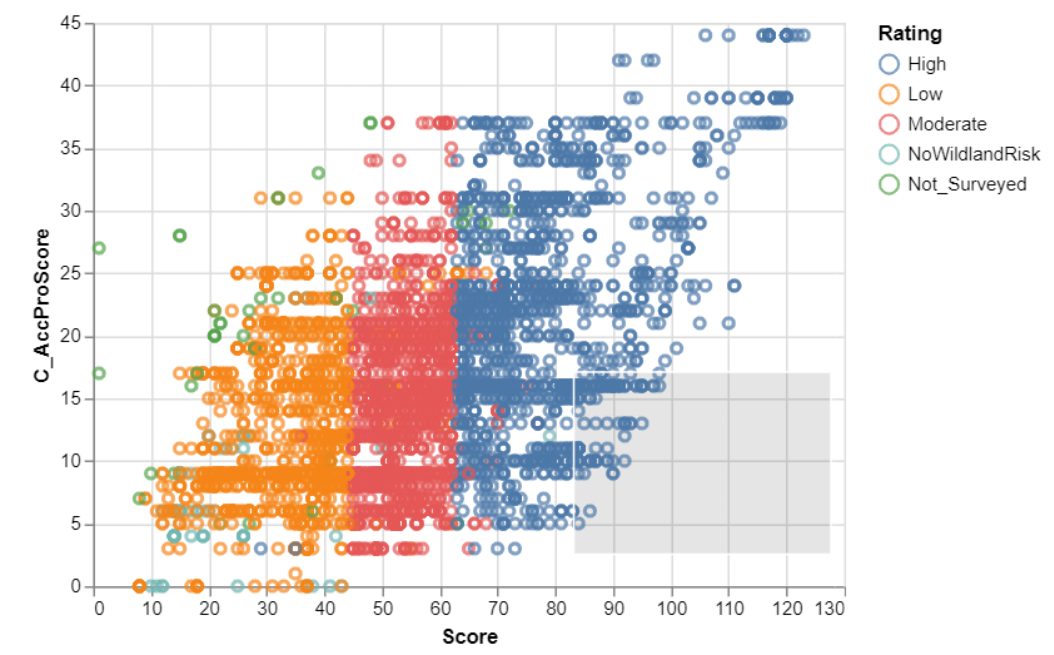 45
40
35
30
25
20
15
10
5
0
C_AccProScore
0 10 20 30 40 50 60 70 80 90 100 110 120 130
Score
Rating
High
Low
Moderate
NoWildlandRisk
Not_Surveyed